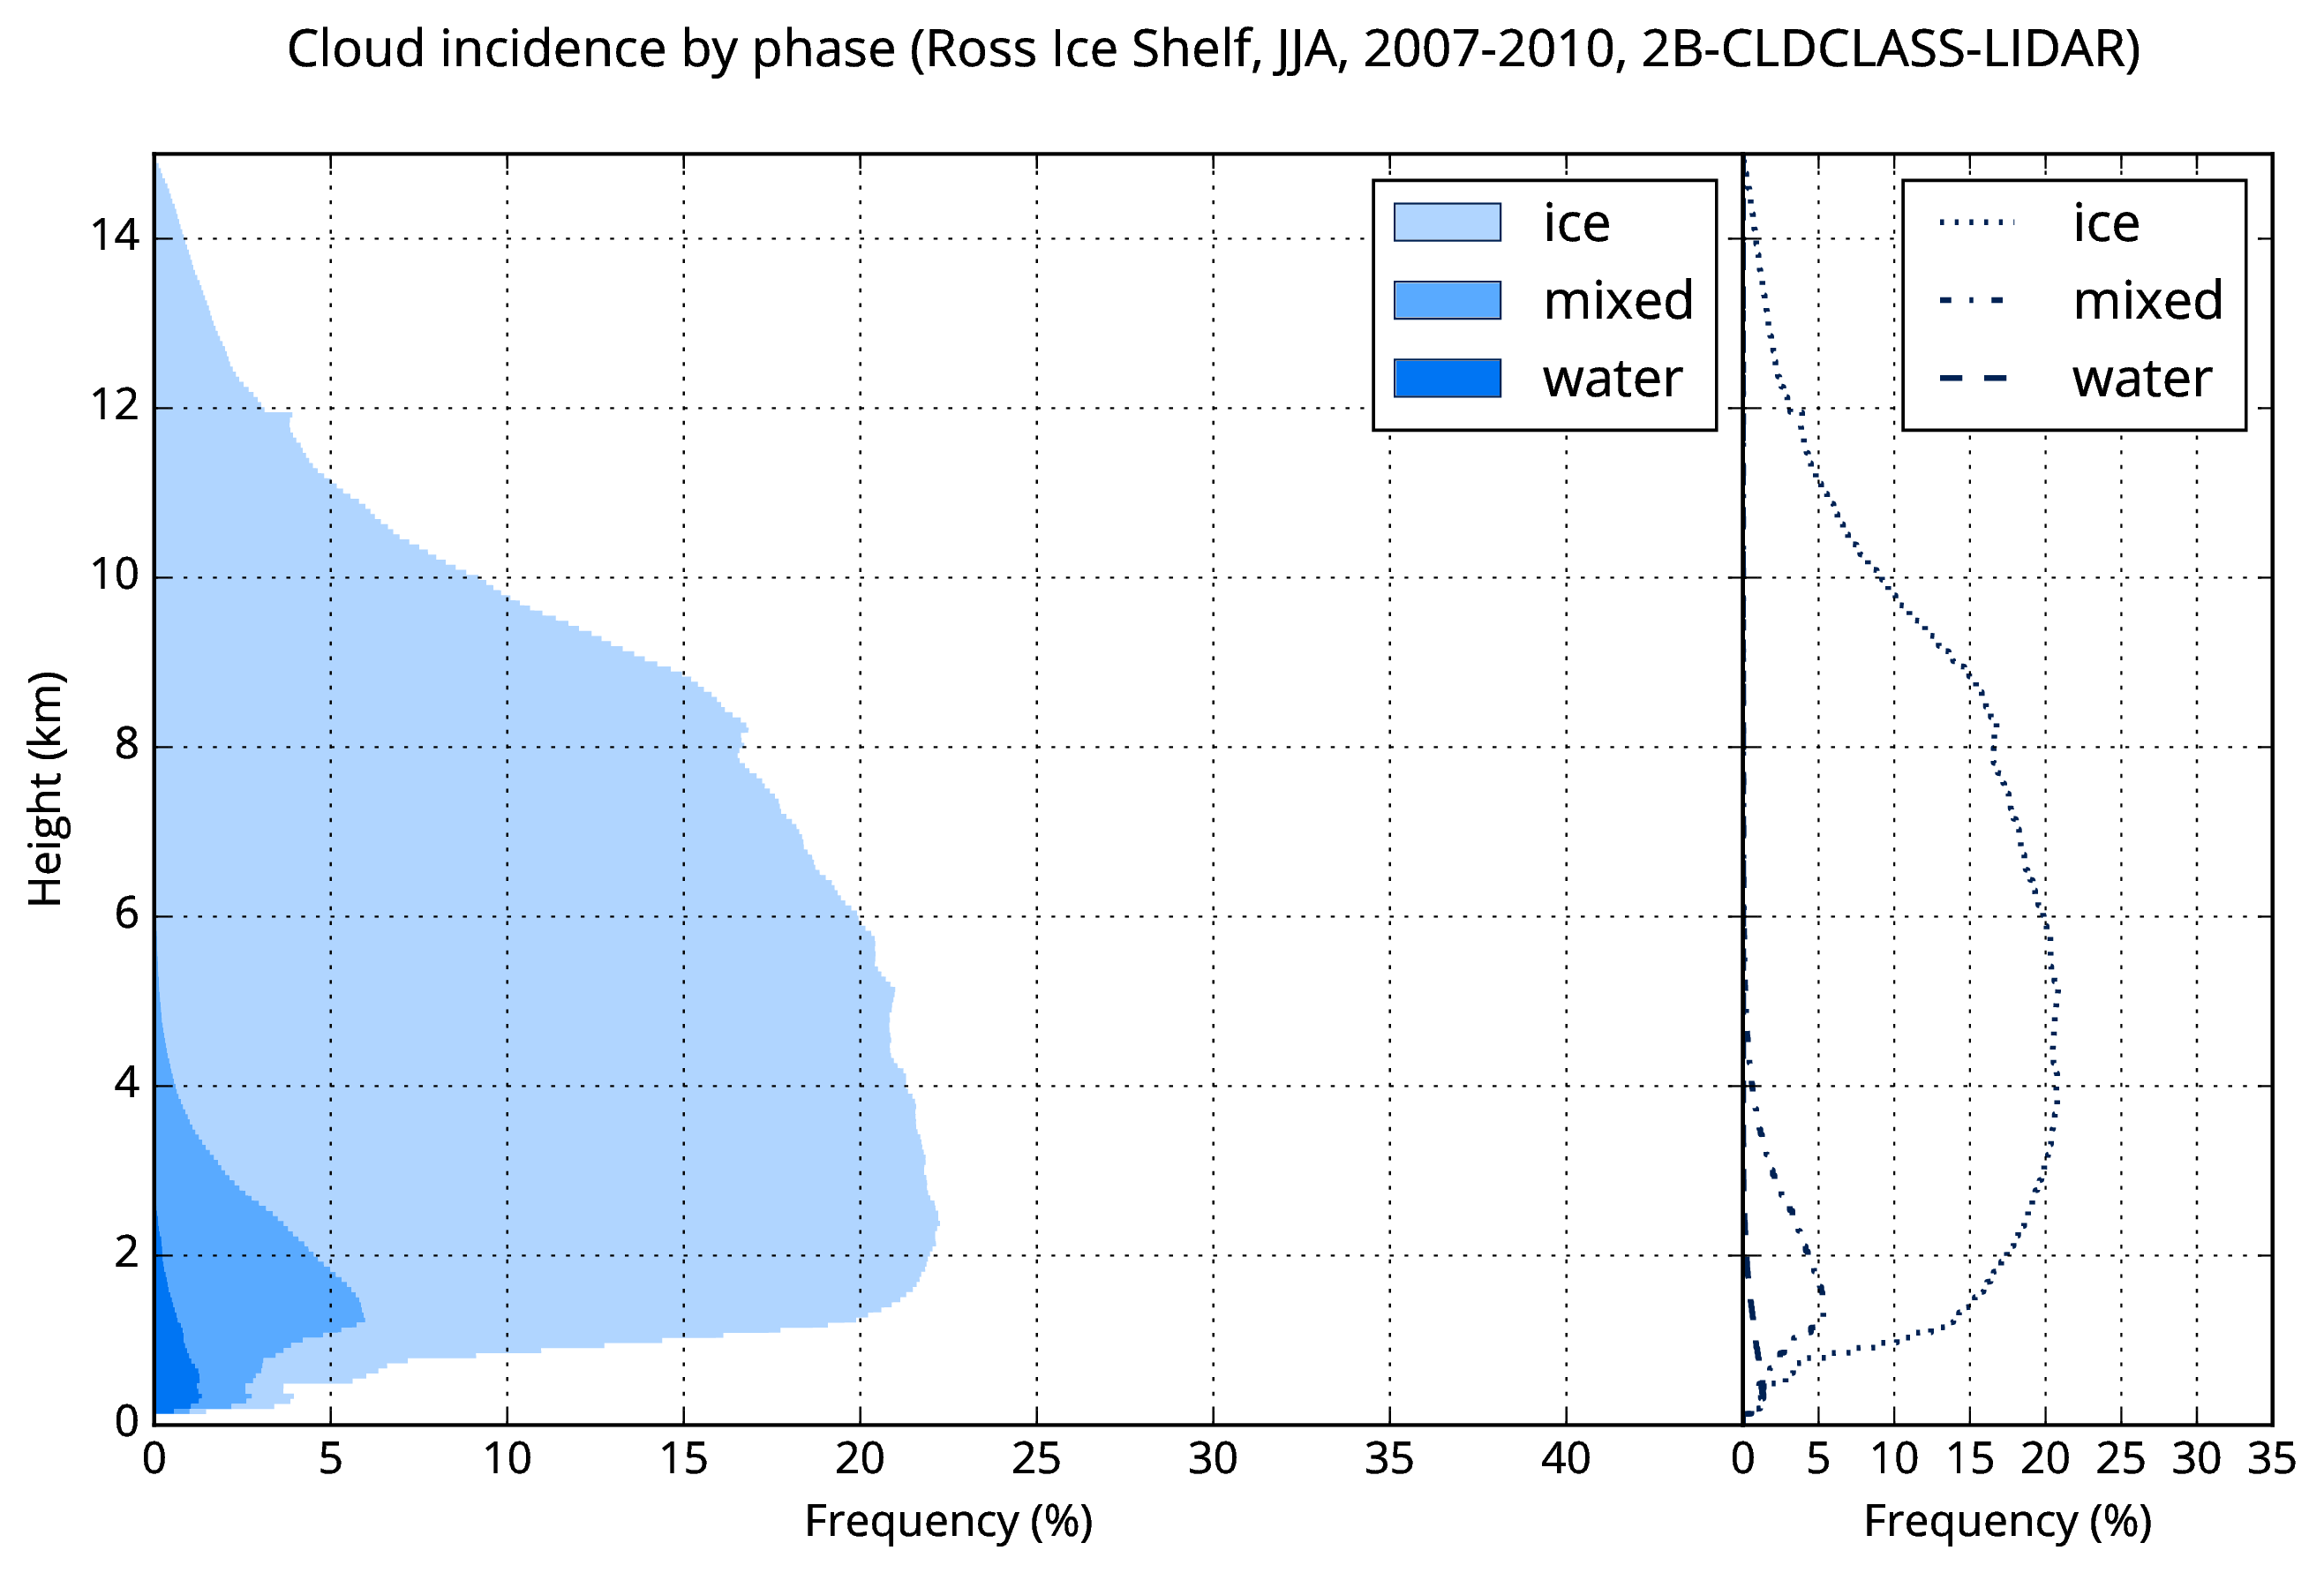 Cloud incidence by phase (Ross Ice Shelf, JJA, 2007-2010, 2B-CLDCLASS-LIDAR)
ice
mixed
water
ice
mixed
water
Height (km)
14
12
10
8
6
4
2
0
0 5 10 15 20 25 30 35 40
0 5 10 15 20 25 30 35
Frequency (%)
Frequency (%)